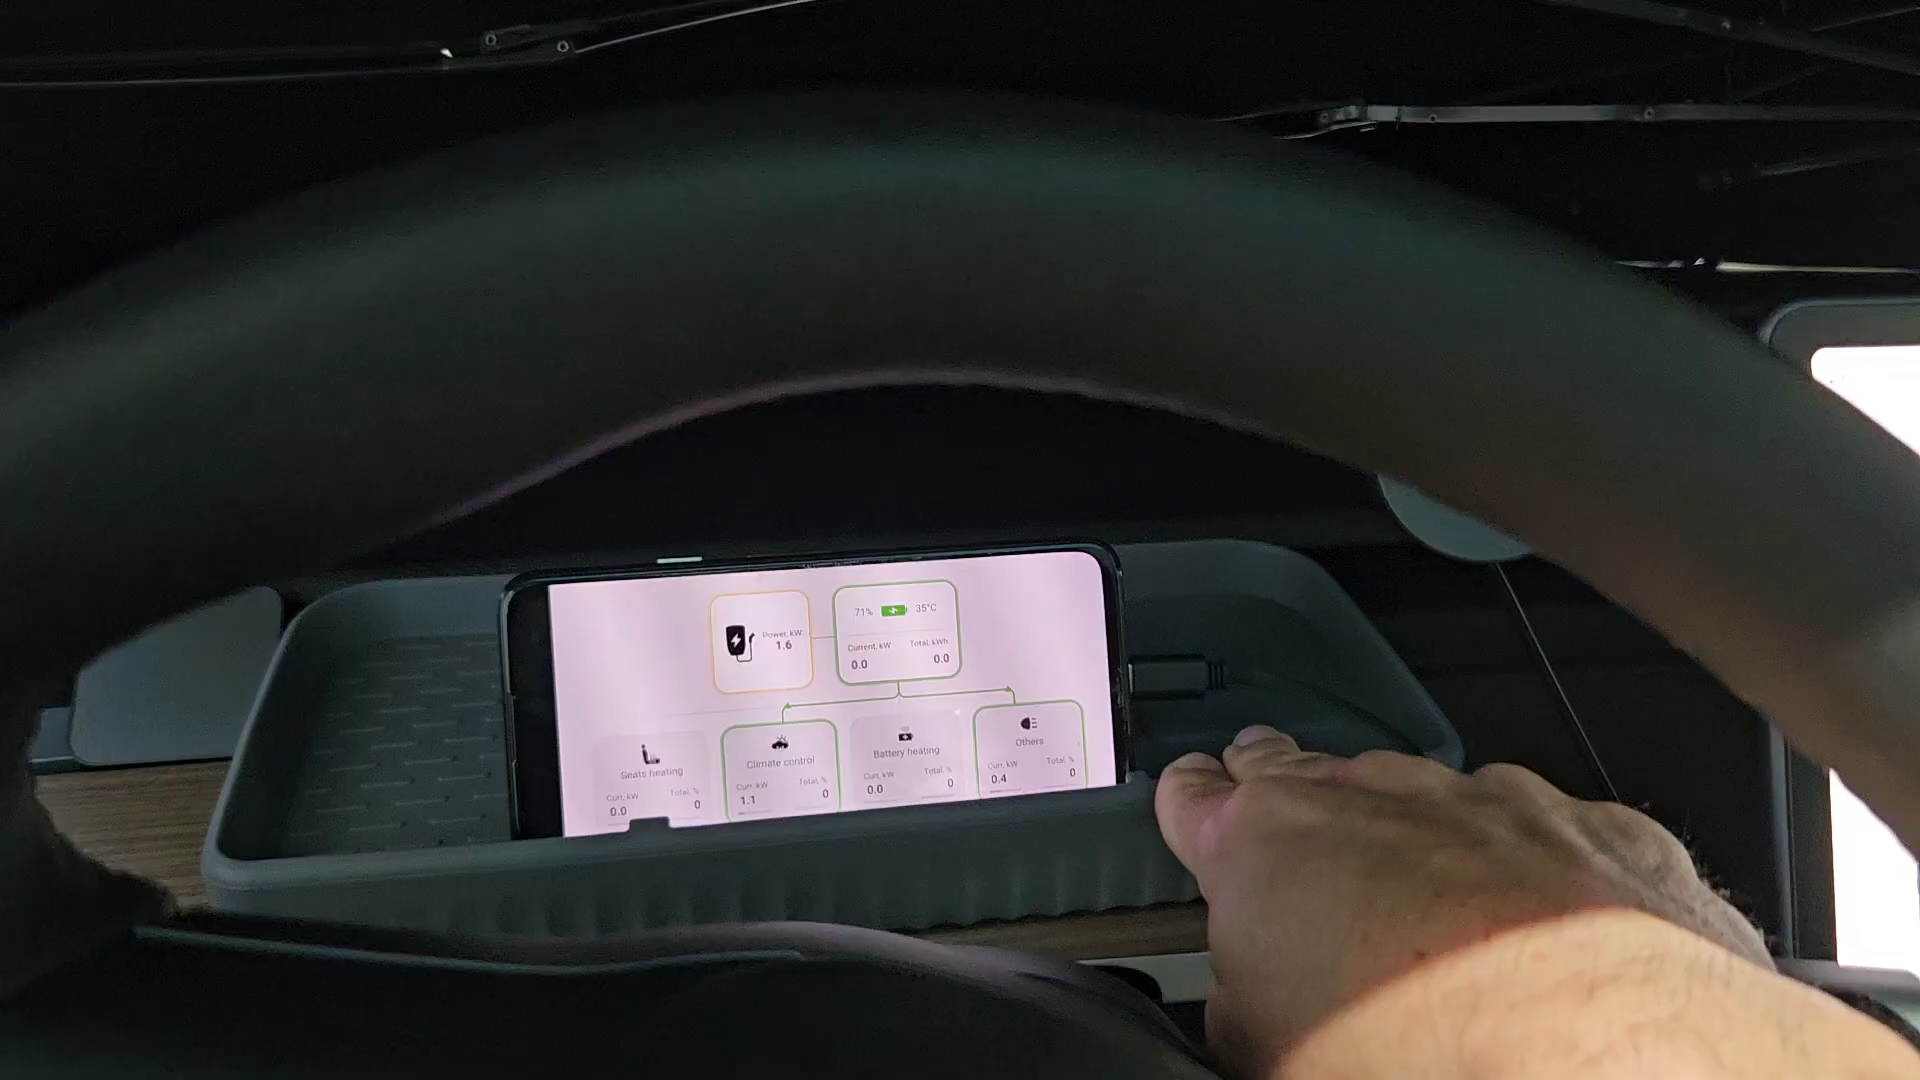 Power, kW:
1.6
71% 35°C
Current, kW Total, kWh
0.0 0.0
Seats heating
Curr, kW Total, %
0.0 0
Climate control
Curr, kW Total, %
1.1 0
Battery heating
Curr, kW Total, %
0.0 0
Others
Curr, kW Total, %
0.4 0